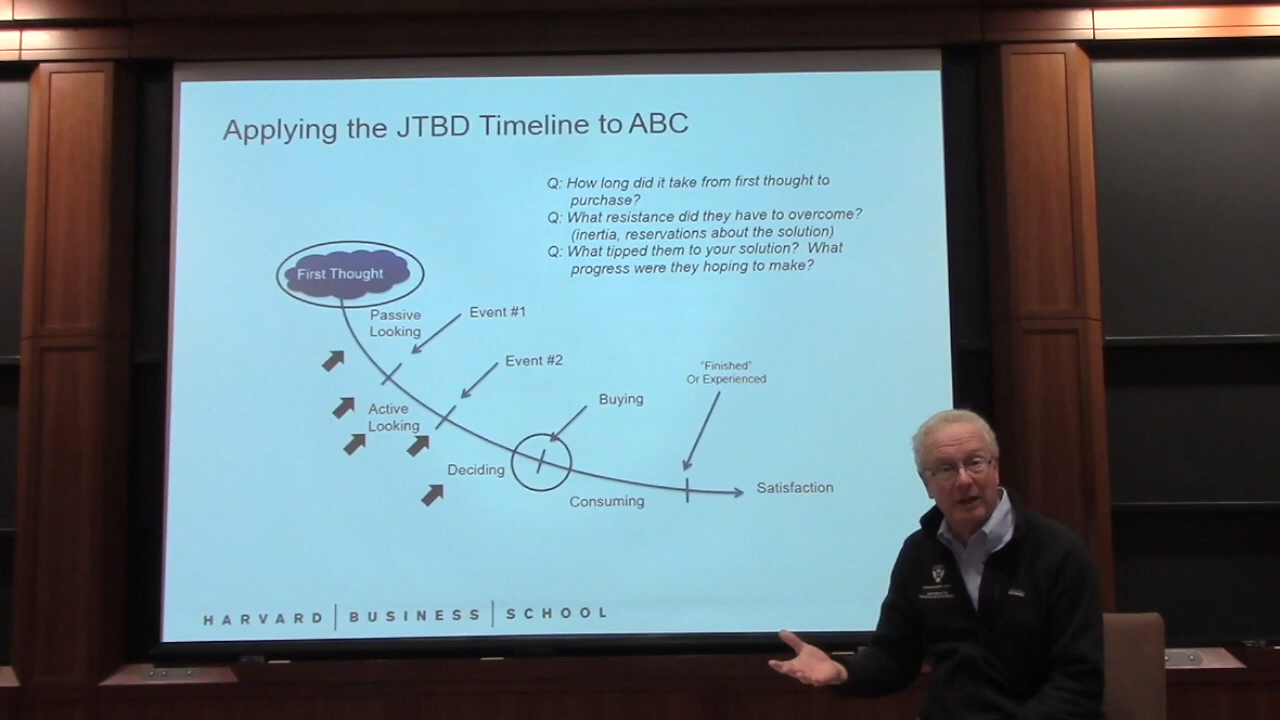 Applying the JTBD Timeline to ABC
Q: How long did it take from first thought to
purchase?
Q: What resistance did they have to overcome?
(inertia, reservations about the solution)
Q: What tipped them to your solution? What
progress were they hoping to make?
First Thought
Passive
Looking
Event #1
Event #2
"Finished"
Or Experienced
Buying
Active
Looking
Deciding
Consuming
Satisfaction
HARVARD | BUSINESS | SCHOOL